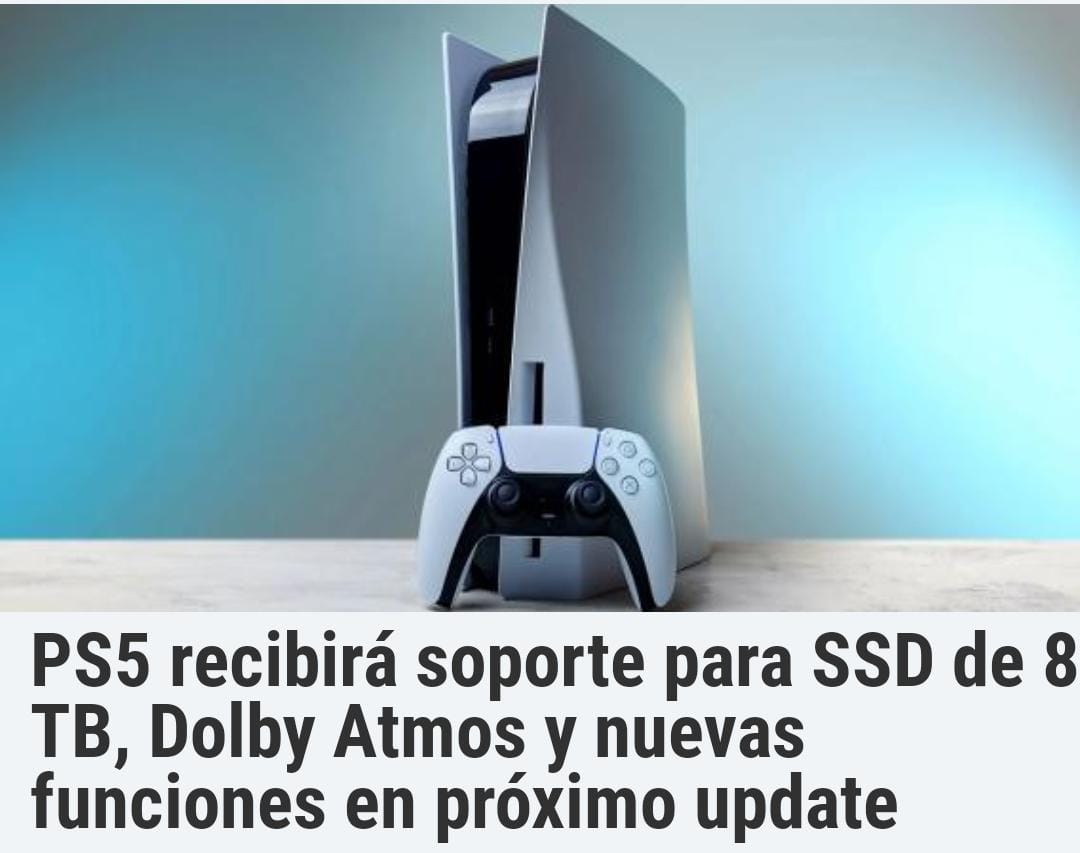 PS5 recibirá soporte para SSD de 8
TB, Dolby Atmos y nuevas
funciones en próximo update